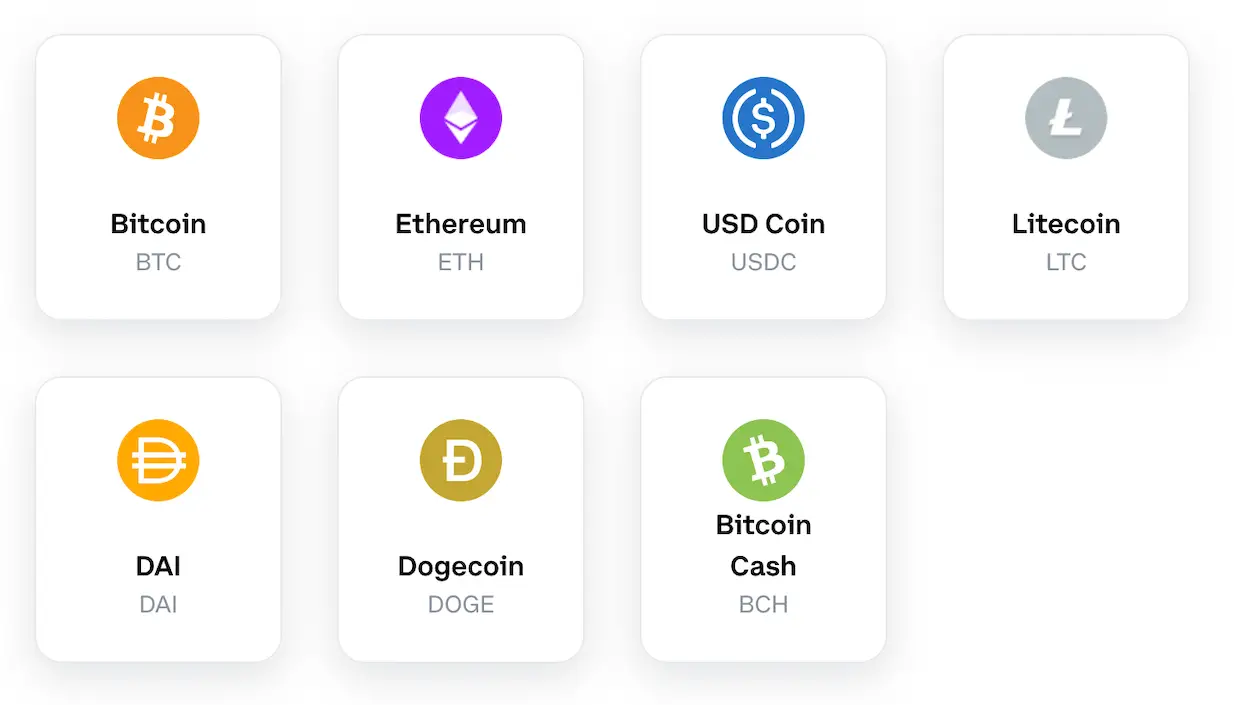 Bitcoin
BTC
Ethereum
ETH
USD Coin
USDC
Litecoin
LTC
DAI
DAI
Dogecoin
DOGE
Bitcoin
Cash
BCH